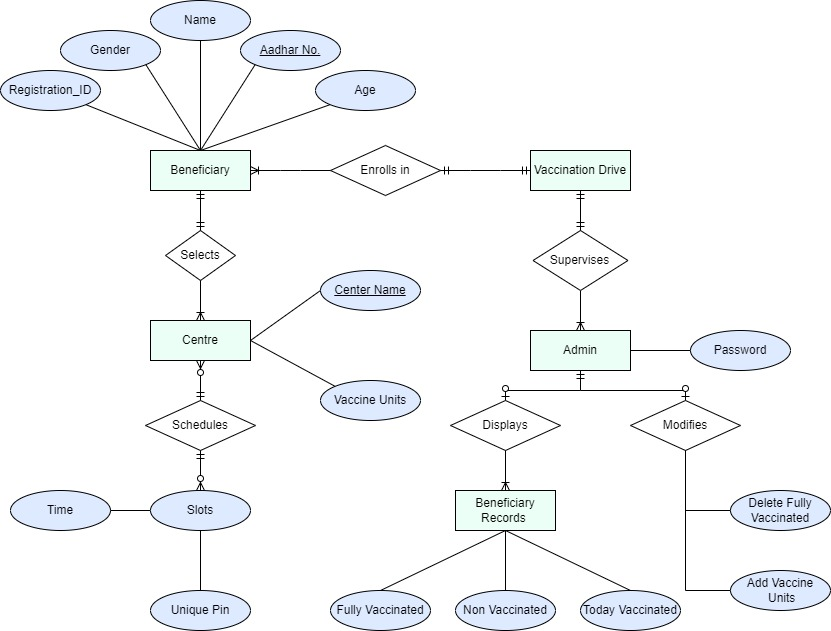 Name
Gender
Aadhar No.
Registration_ID
Age
Beneficiary
Enrolls in
Vaccination Drive
Selects
Supervises
Center Name
Centre
Admin
Password
Vaccine Units
Schedules
Displays
Modifies
Time
Slots
Beneficiary
Records
Delete Fully
Vaccinated
Unique Pin
Fully Vaccinated
Non Vaccinated
Today Vaccinated
Add Vaccine
Units